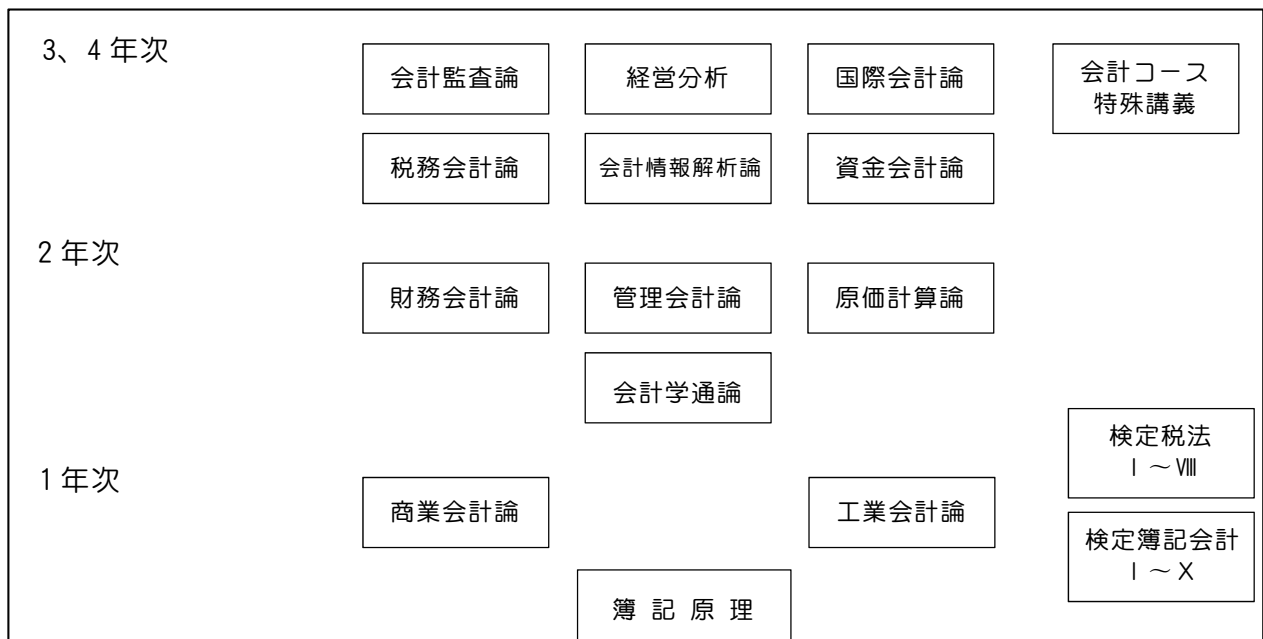 3、4年次
会計監査論
経営分析
国際会計論
会計コース
特殊講義
税務会計論
会計情報解析論
資金会計論
2年次
財務会計論
管理会計論
原価計算論
会計学通論
検定税法
Ⅰ～Ⅷ
1年次
商業会計論
工業会計論
検定簿記会計
Ⅰ～Ⅹ
簿記原理